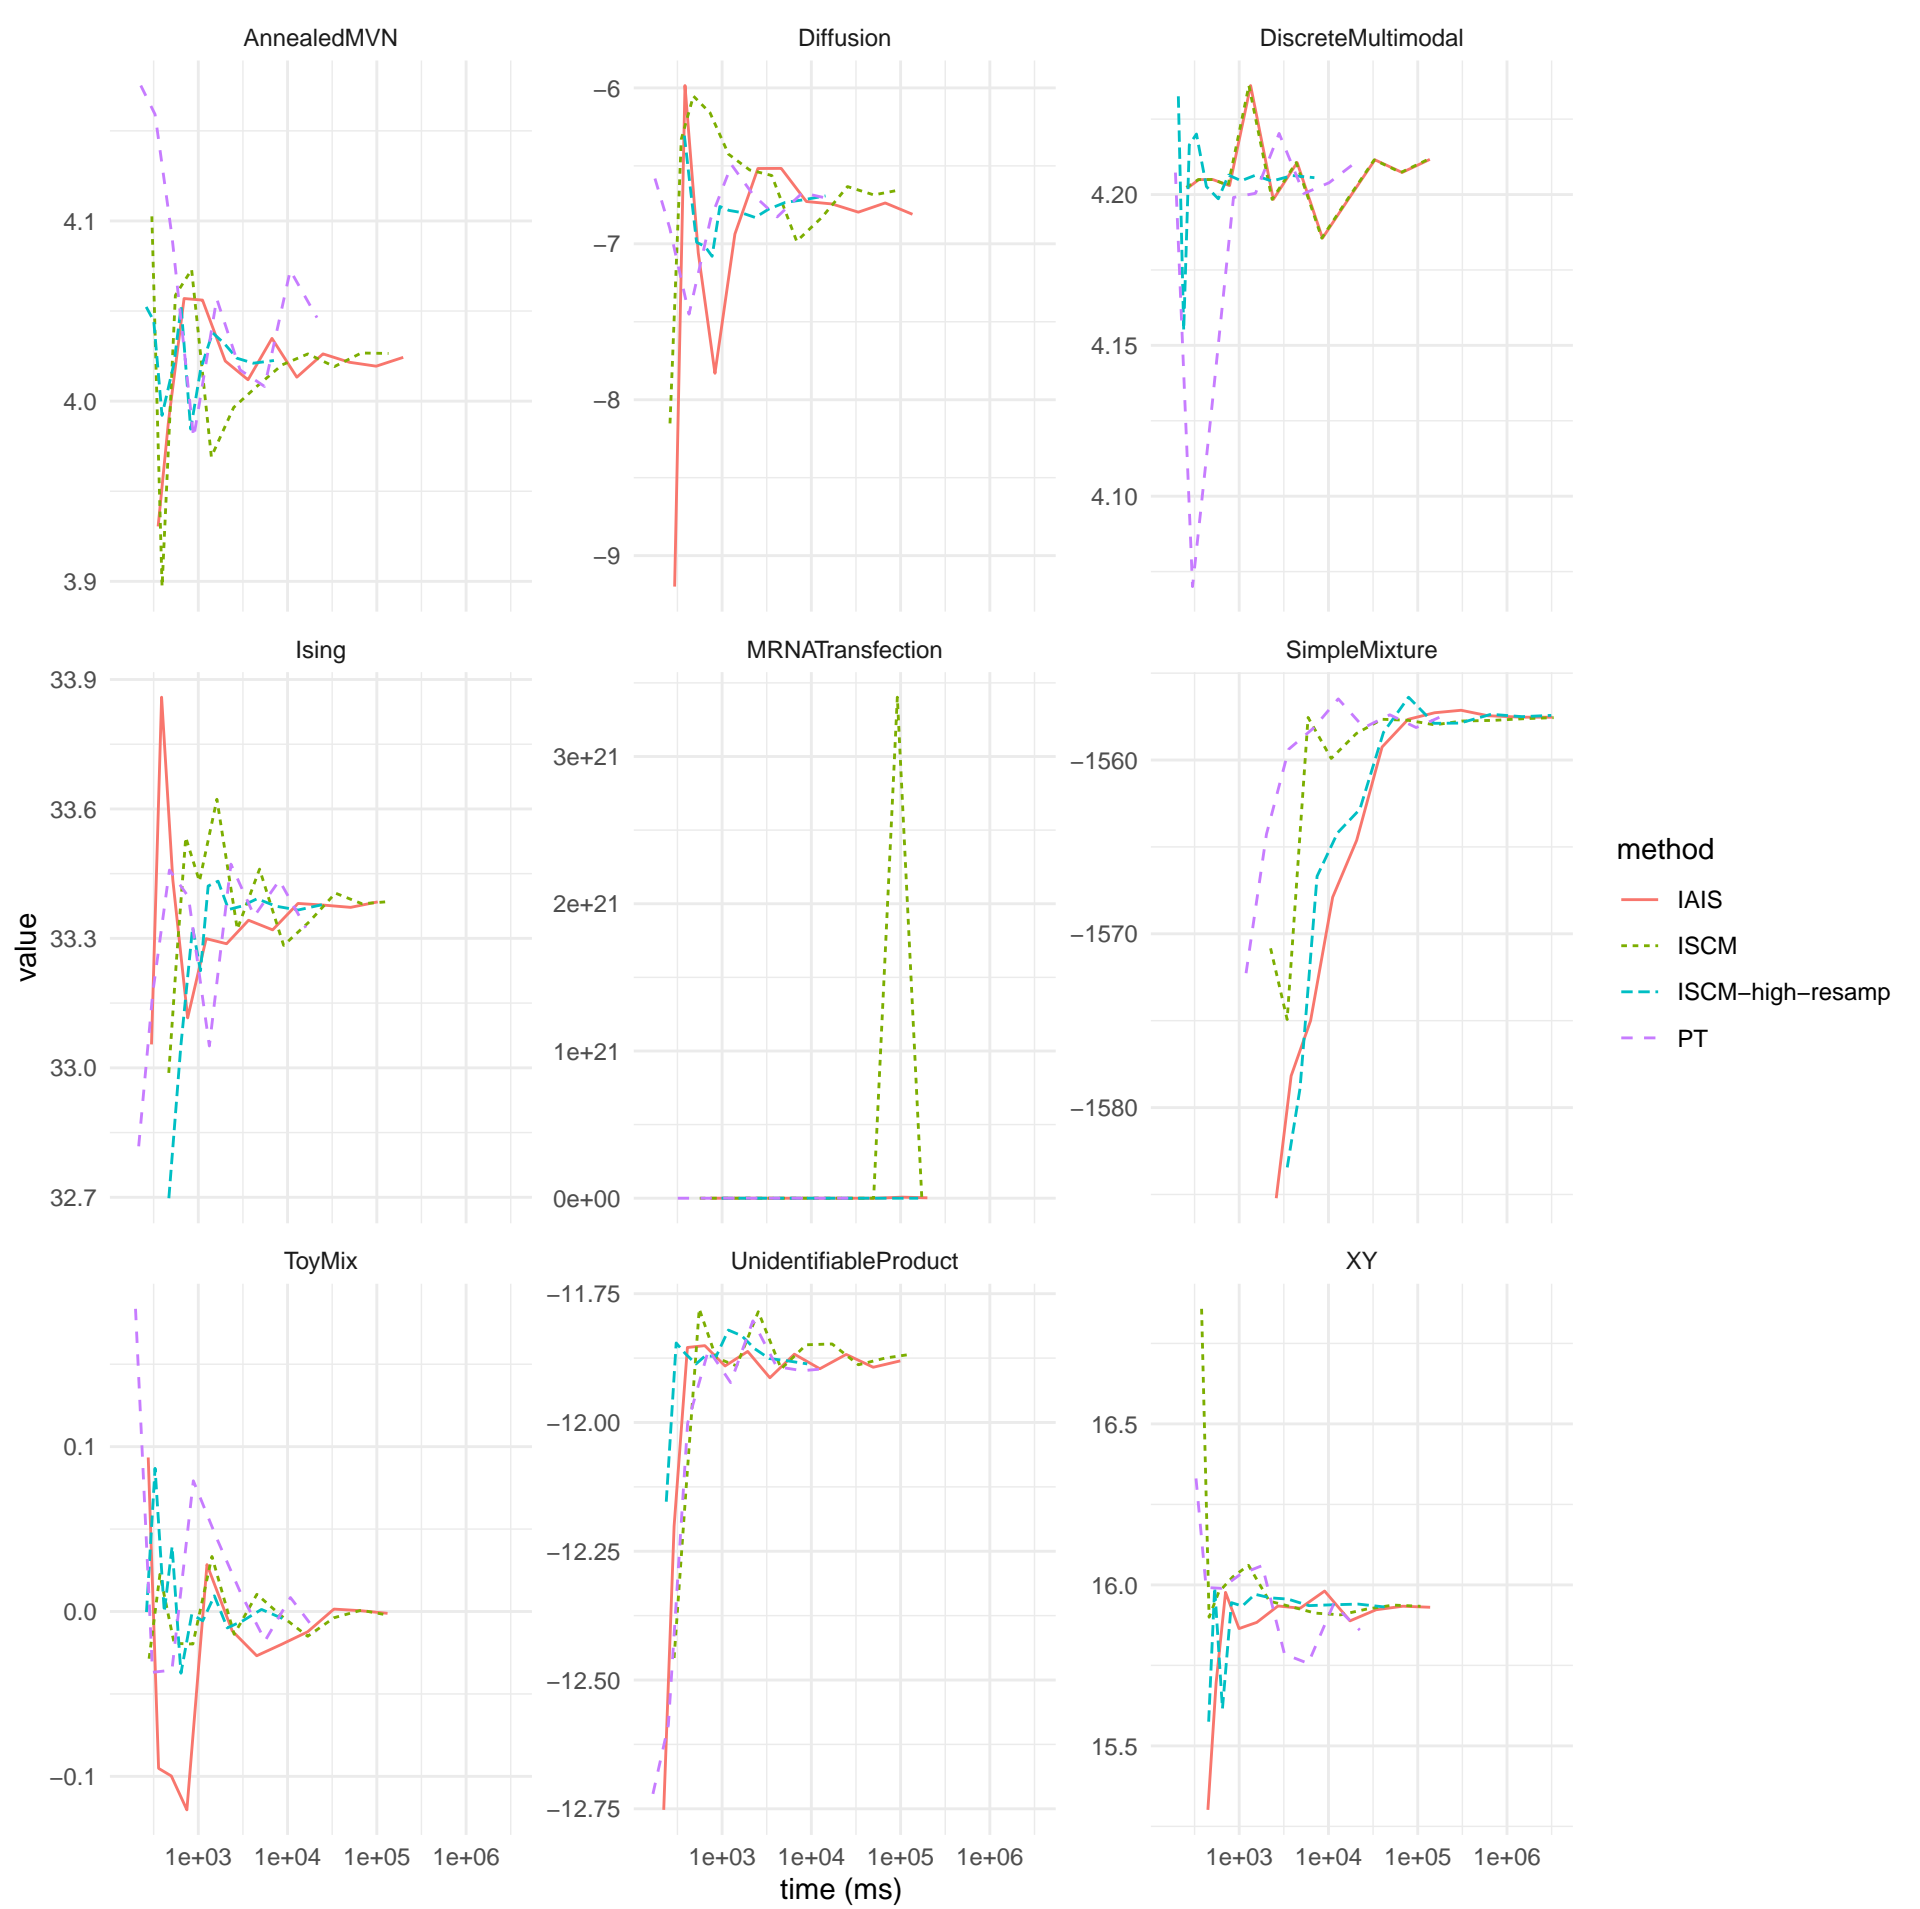 AnnealedMVN Diffusion DiscreteMultimodal
4.1
4.0
3.9
−6
−7
−8
−9
4.20
4.15
4.10
Ising MRNATransfection SimpleMixture
33.9
33.6
33.3
33.0
32.7
3e+21
2e+21
1e+21
0e+00
−1560
−1570
−1580
ToyMix UnidentifiableProduct XY
0.1
0.0
−0.1
−11.75
−12.00
−12.25
−12.50
−12.75
16.5
16.0
15.5
1e+03 1e+04 1e+05 1e+06 1e+03 1e+04 1e+05 1e+06 1e+03 1e+04 1e+05 1e+06
time (ms)
value
method
IAIS
ISCM
ISCM−high−resamp
PT